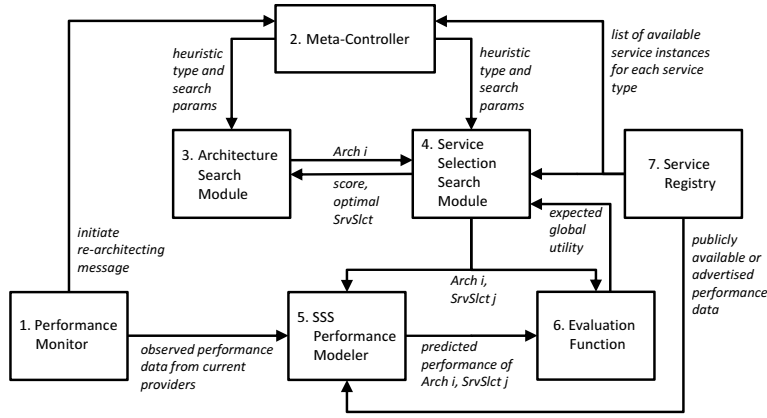 2. Meta-Controller
heuristic
type and
search
params
heuristic
type and
search
params
list of available
service instances
for each service
type
3. Architecture
Search
Module
Arch i
score,
optimal
SrvSlct
4. Service
Selection
Search
Module
7. Service
Registry
initiate
re-architecting
message
expected
global
utility
publicly
available or
advertised
performance
data
Arch i,
SrvSlct j
1. Performance
Monitor
observed performance
data from current
providers
5. SSS
Performance
Modeler
predicted
performance of
Arch i, SrvSlct j
6. Evaluation
Function